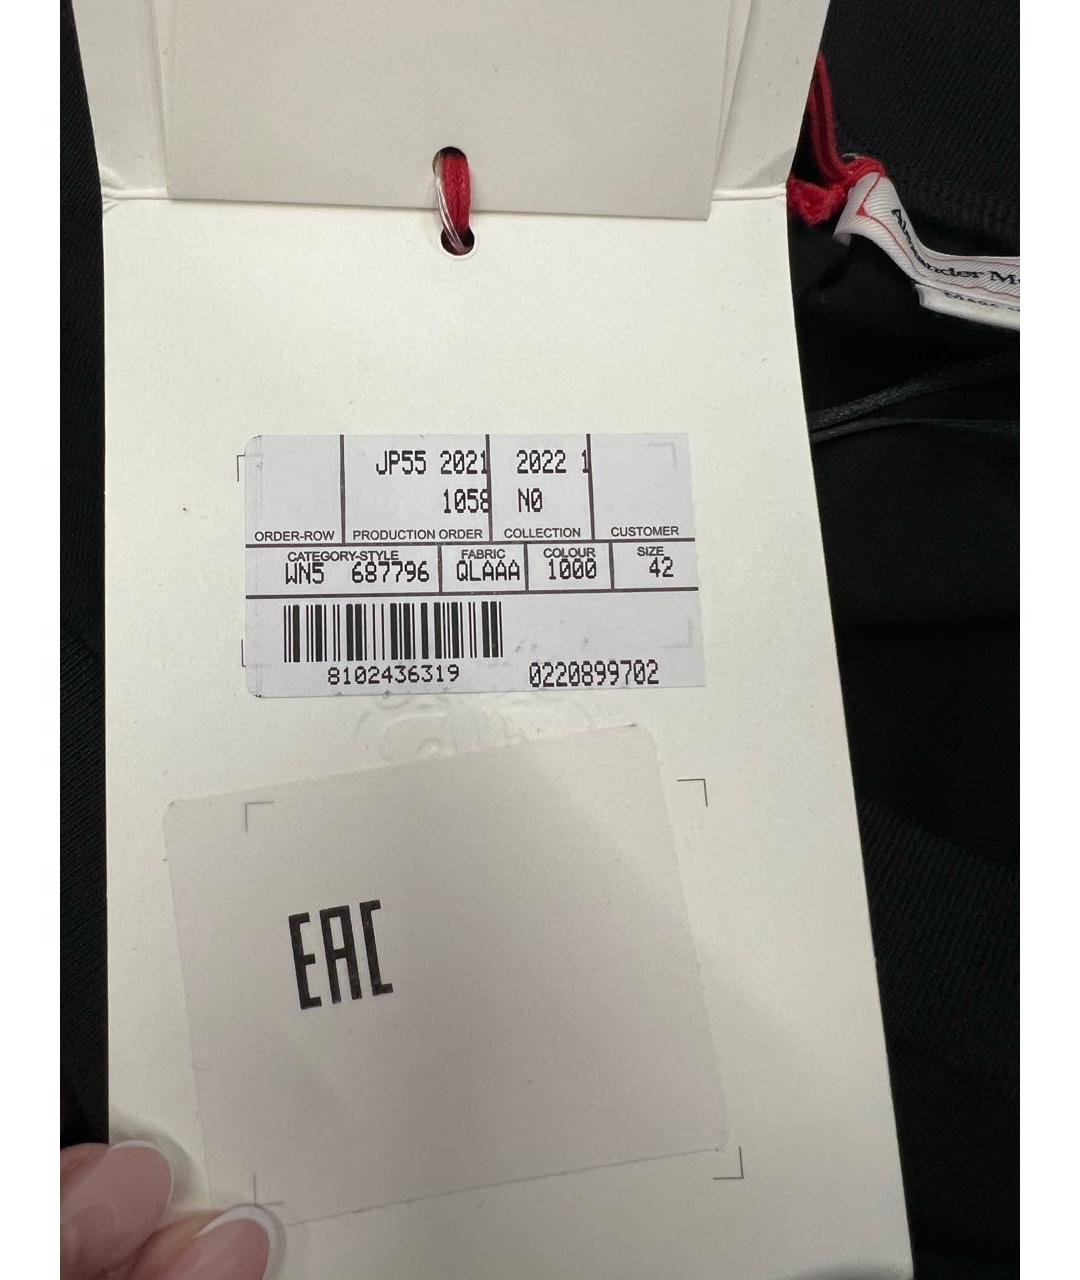 JP55 2021 2022 1
1058 N0
ORDER-ROW PRODUCTION ORDER COLLECTION CUSTOMER
CATEGORY-STYLE FABRIC COLOUR SIZE
WN5 687796 QLAAA 1000 42
8102436319 0220899702
EAC
Alexander